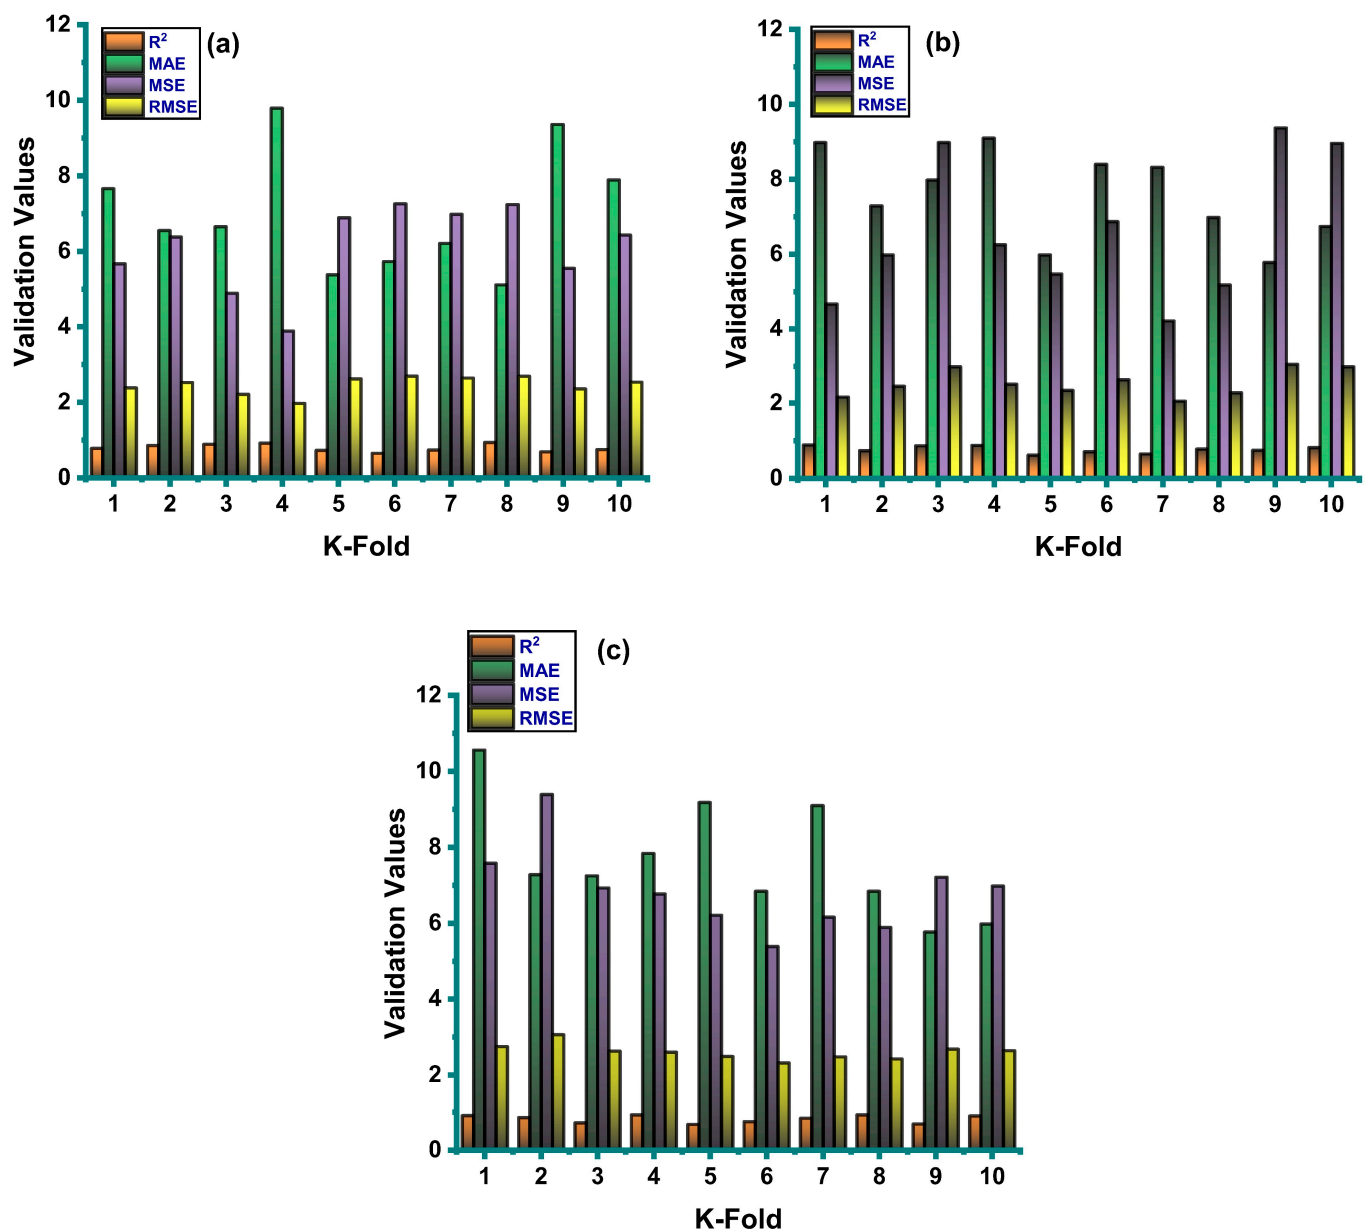 (a)
R²
MAE
MSE
RMSE
12
10
8
6
4
2
0
Validation Values
1 2 3 4 5 6 7 8 9 10
K-Fold
(b)
R²
MAE
MSE
RMSE
12
10
8
6
4
2
0
Validation Values
1 2 3 4 5 6 7 8 9 10
K-Fold
(c)
R²
MAE
MSE
RMSE
12
10
8
6
4
2
0
Validation Values
1 2 3 4 5 6 7 8 9 10
K-Fold